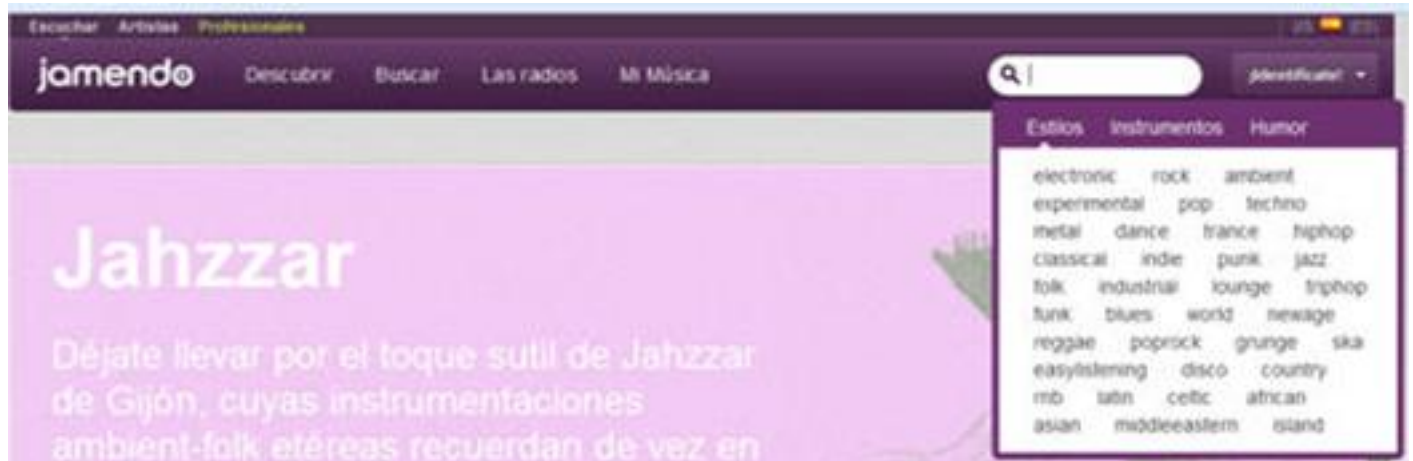 Escuchar Artistas Profesionales
jamendo Descubrir Buscar Las radios Mi Música ¡Identifícate!
Estilos Instrumentos Humor
electronic rock ambient
experimental pop techno
metal dance trance hiphop
classical indie punk jazz
folk industrial lounge triphop
funk blues world newage
reggae poprock grunge ska
easylistening disco country
rnb latin celtic african
asian middleeastern island
Jahzzar
Déjate llevar por el toque sutil de Jahzzar
de Gijón, cuyas instrumentaciones
ambient-folk etéreas recuerdan de vez en